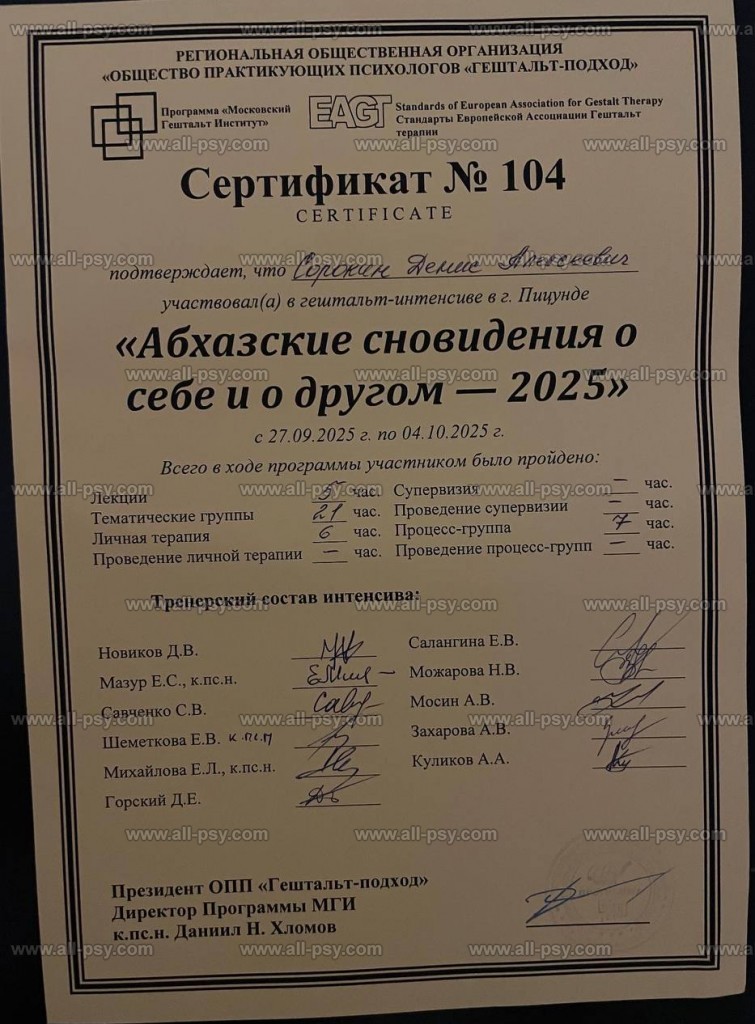 РЕГИОНАЛЬНАЯ ОБЩЕСТВЕННАЯ ОРГАНИЗАЦИЯ
«ОБЩЕСТВО ПРАКТИКУЮЩИХ ПСИХОЛОГОВ «ГЕШТАЛЬТ-ПОДХОД»
Программа «Московский
Гештальт Институт»
EAGT
Standards of European Association for Gestalt Therapy
Стандарты Европейской Ассоциации Гештальт
терапии
Сертификат № 104
CERTIFICATE
подтверждает, что Сорокин Денис Алексеевич
участвовал(а) в гештальт-интенсиве в г. Пицунде
«Абхазские сновидения о
себе и о другом — 2025»
с 27.09.2025 г. по 04.10.2025 г.
Всего в ходе программы участником было пройдено:
Лекции 5 час. Супервизия — час.
Тематические группы 21 час. Проведение супервизии — час.
Личная терапия 6 час. Процесс-группа 7 час.
Проведение личной терапии — час. Проведение процесс-групп — час.
Тренерский состав интенсива:
Новиков Д.В. Салангина Е.В.
Мазур Е.С., к.пс.н. Можарова Н.В.
Савченко С.В. Мосин А.В.
Шеметкова Е.В. к.пс.н Захарова А.В.
Михайлова Е.Л., к.пс.н. Куликов А.А.
Горский Д.Е.
Президент ОПП «Гештальт-подход»
Директор Программы МГИ
к.пс.н. Даниил Н. Хломов
www.all-psy.com